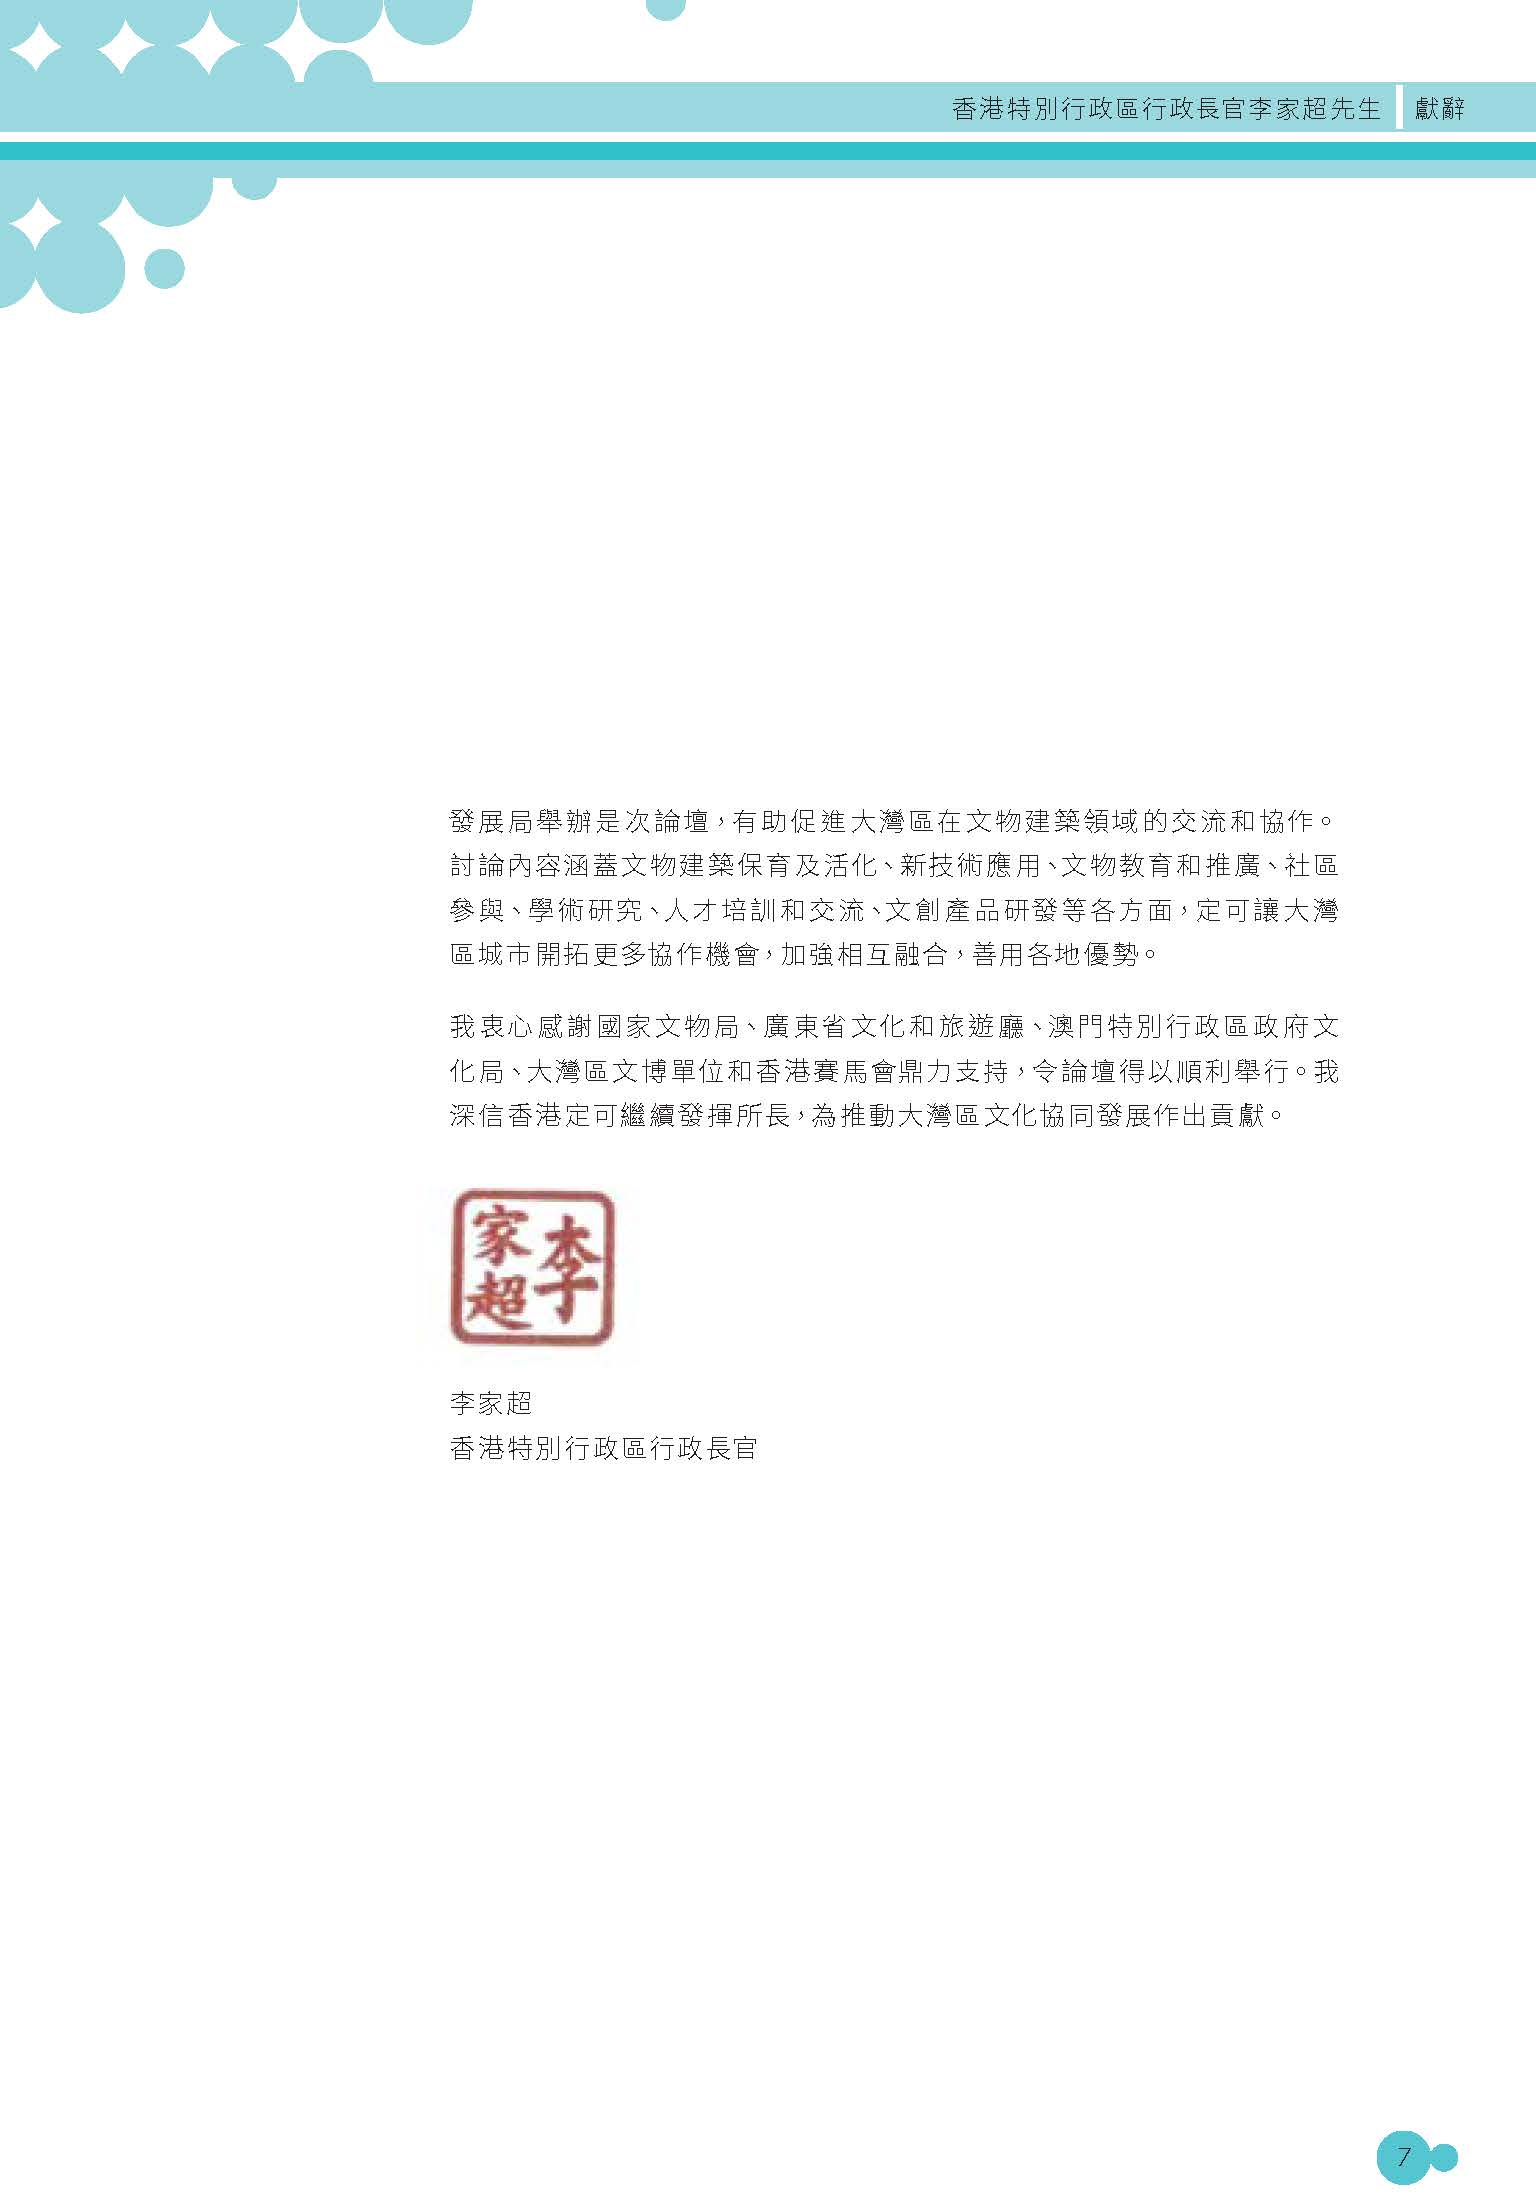 香港特別行政區行政長官李家超先生 獻辭
發展局舉辦是次論壇，有助促進大灣區在文物建築領域的交流和協作。
討論內容涵蓋文物建築保育及活化、新技術應用、文物教育和推廣、社區
參與、學術研究、人才培訓和交流、文創產品研發等各方面，定可讓大灣
區城市開拓更多協作機會，加強相互融合，善用各地優勢。
我衷心感謝國家文物局、廣東省文化和旅遊廳、澳門特別行政區政府文
化局、大灣區文博單位和香港賽馬會鼎力支持，令論壇得以順利舉行。我
深信香港定可繼續發揮所長，為推動大灣區文化協同發展作出貢獻。
李
家超
李家超
香港特別行政區行政長官
7